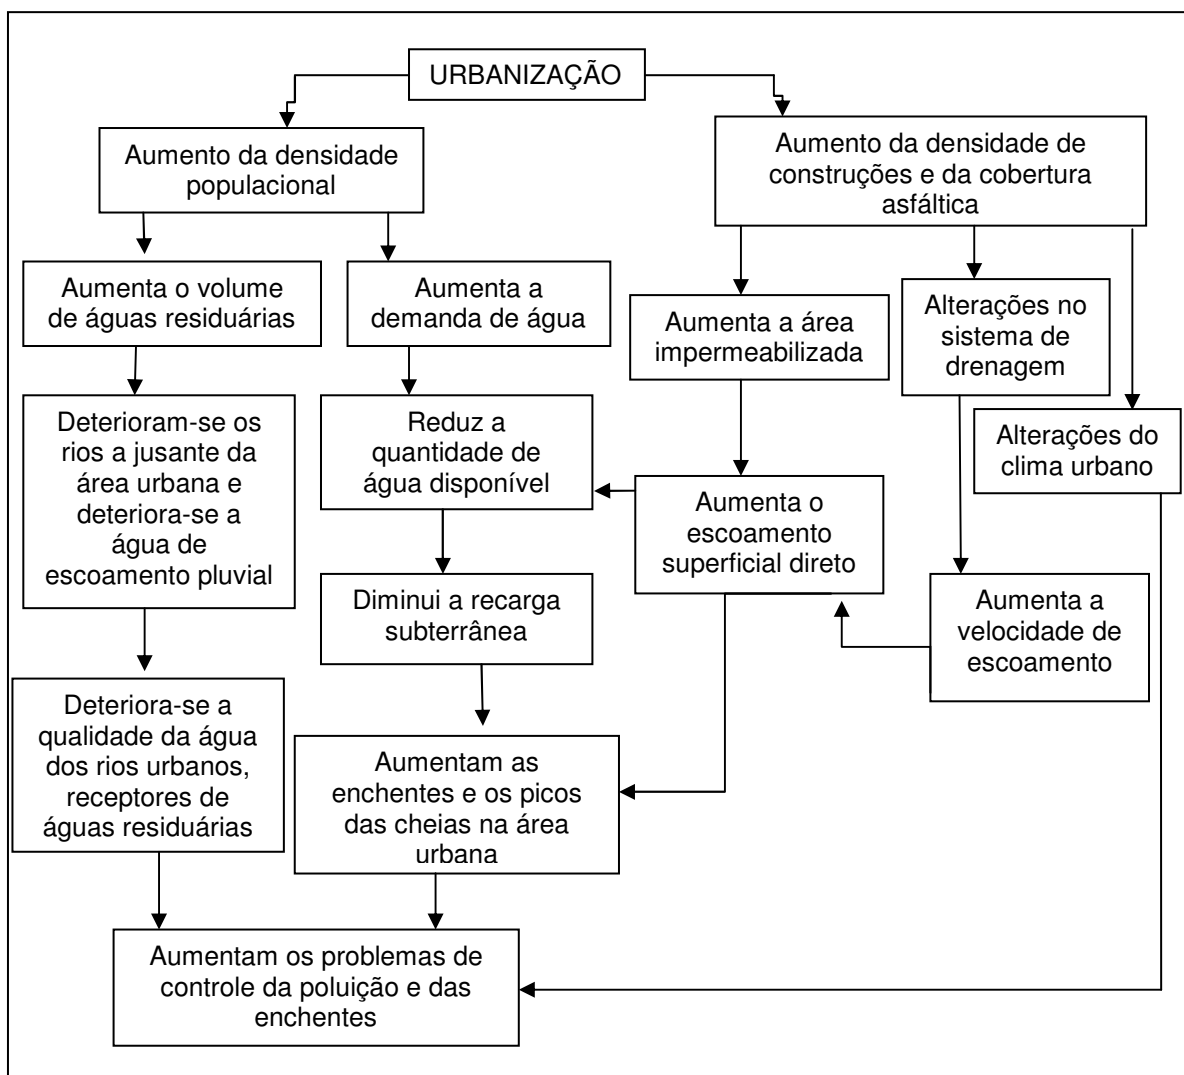 URBANIZAÇÃO
Aumento da densidade
populacional
Aumento da densidade de
construções e da cobertura
asfáltica
Aumenta o volume
de águas residuárias
Aumenta a
demanda de água
Aumenta a área
impermeabilizada
Alterações no
sistema de
drenagem
Deterioram-se os
rios a jusante da
área urbana e
deteriora-se a
água de
escoamento pluvial
Reduz a
quantidade de
água disponível
Alterações do
clima urbano
Aumenta o
escoamento
superficial direto
Diminui a recarga
subterrânea
Aumenta a
velocidade de
escoamento
Deteriora-se a
qualidade da água
dos rios urbanos,
receptores de
águas residuárias
Aumentam as
enchentes e os picos
das cheias na área
urbana
Aumentam os problemas de
controle da poluição e das
enchentes